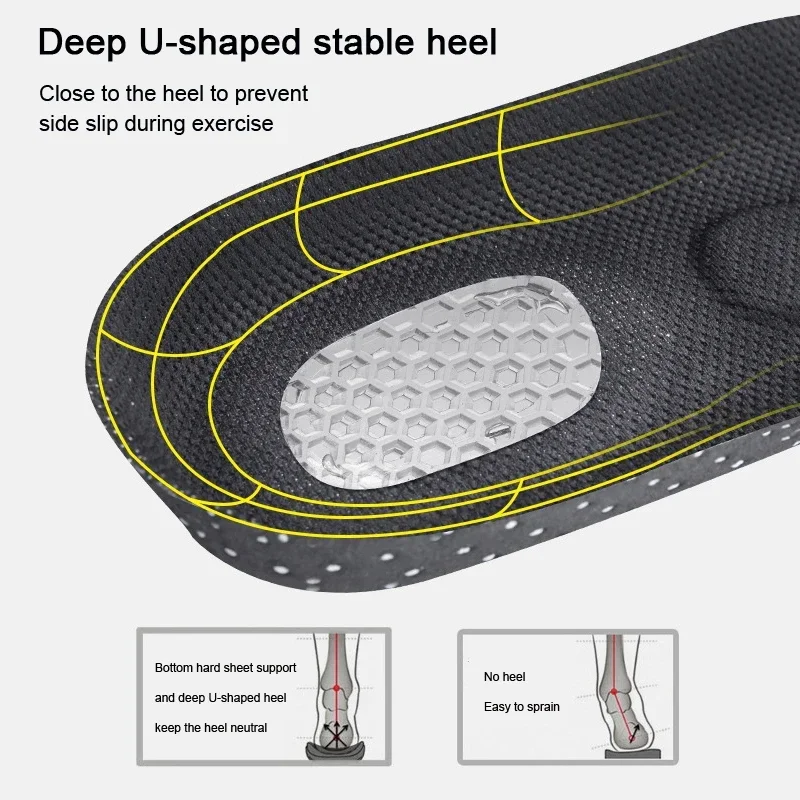 Deep U-shaped stable heel
Close to the heel to prevent
side slip during exercise
Bottom hard sheet support
and deep U-shaped heel
keep the heel neutral
No heel
Easy to sprain